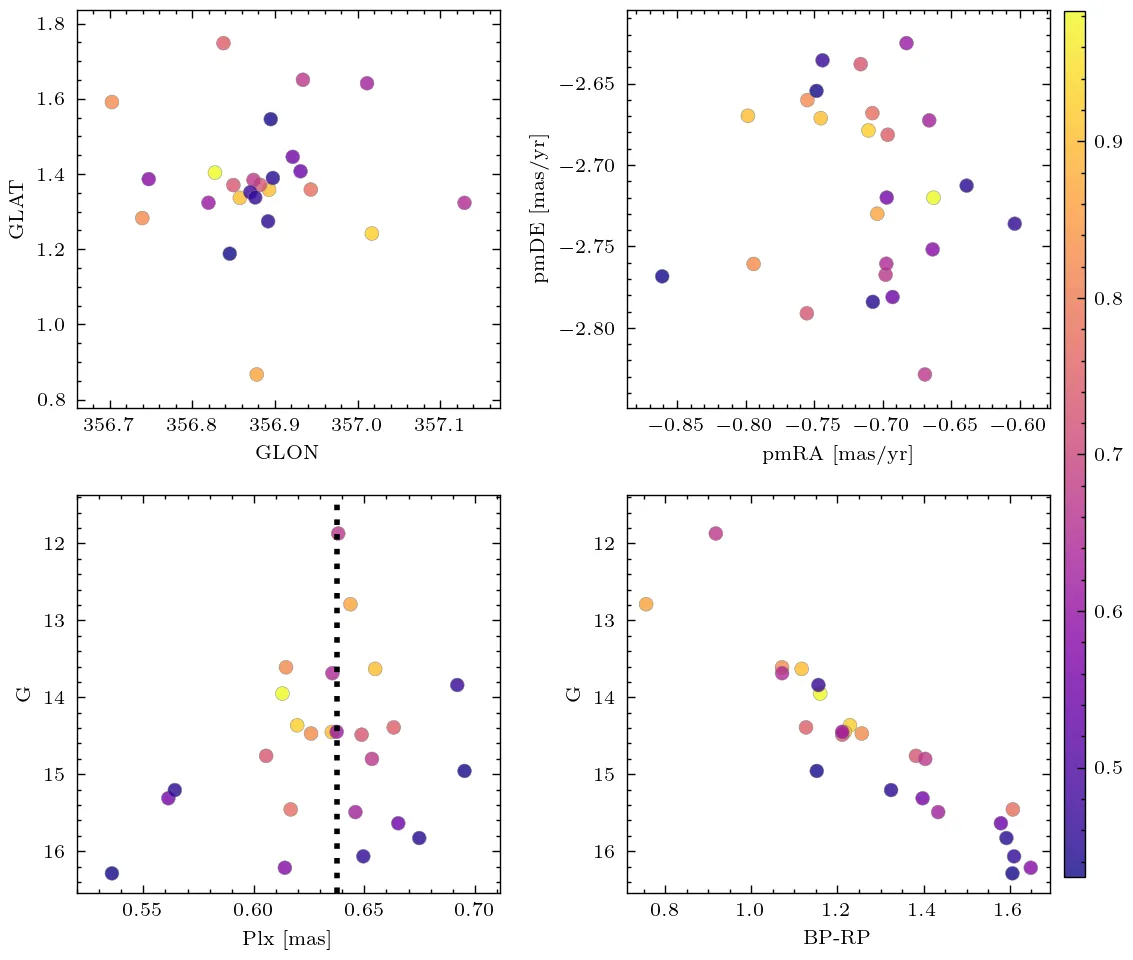 1.8
1.6
1.4
1.2
1.0
0.8
GLAT
356.7 356.8 356.9 357.0 357.1
GLON
−2.65
−2.70
−2.75
−2.80
pmDE [mas/yr]
−0.85 −0.80 −0.75 −0.70 −0.65 −0.60
pmRA [mas/yr]
12
13
14
15
16
G
0.55 0.60 0.65 0.70
Plx [mas]
12
13
14
15
16
G
0.8 1.0 1.2 1.4 1.6
BP-RP
0.9
0.8
0.7
0.6
0.5